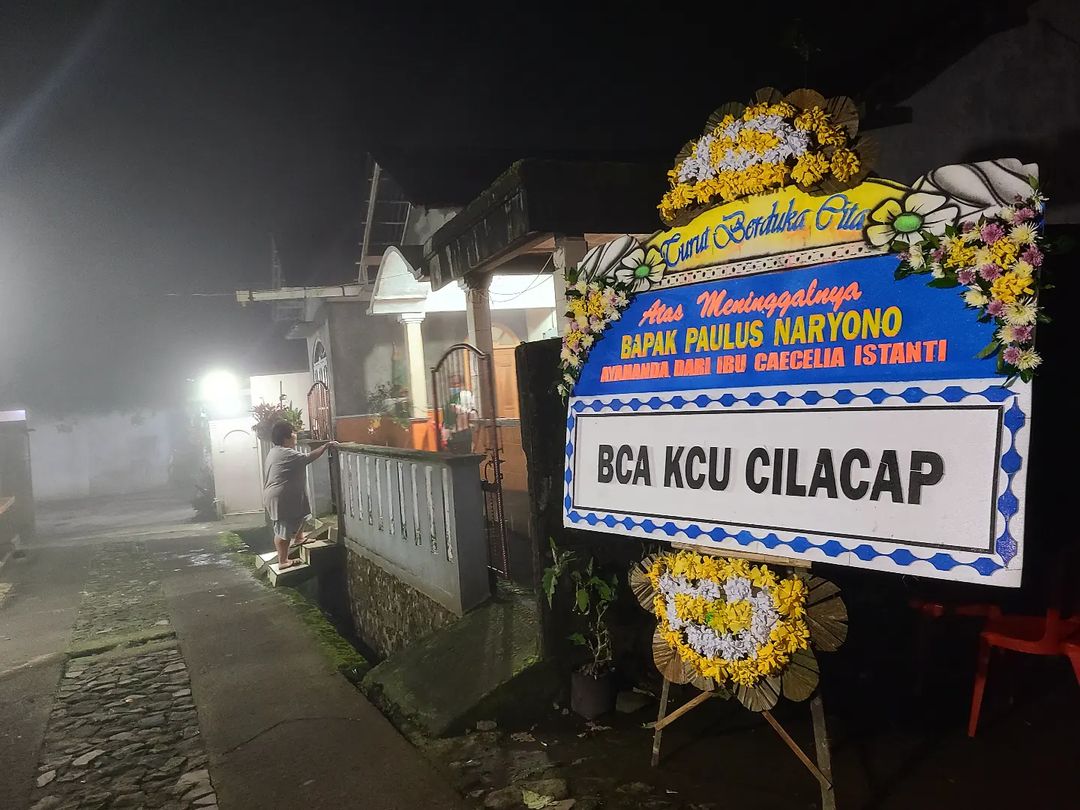 Turut Berduka Cita
Atas Meninggalnya
BAPAK PAULUS NARYONO
AYAHANDA DARI IBU CAECELIA ISTANTI
BCA KCU CILACAP